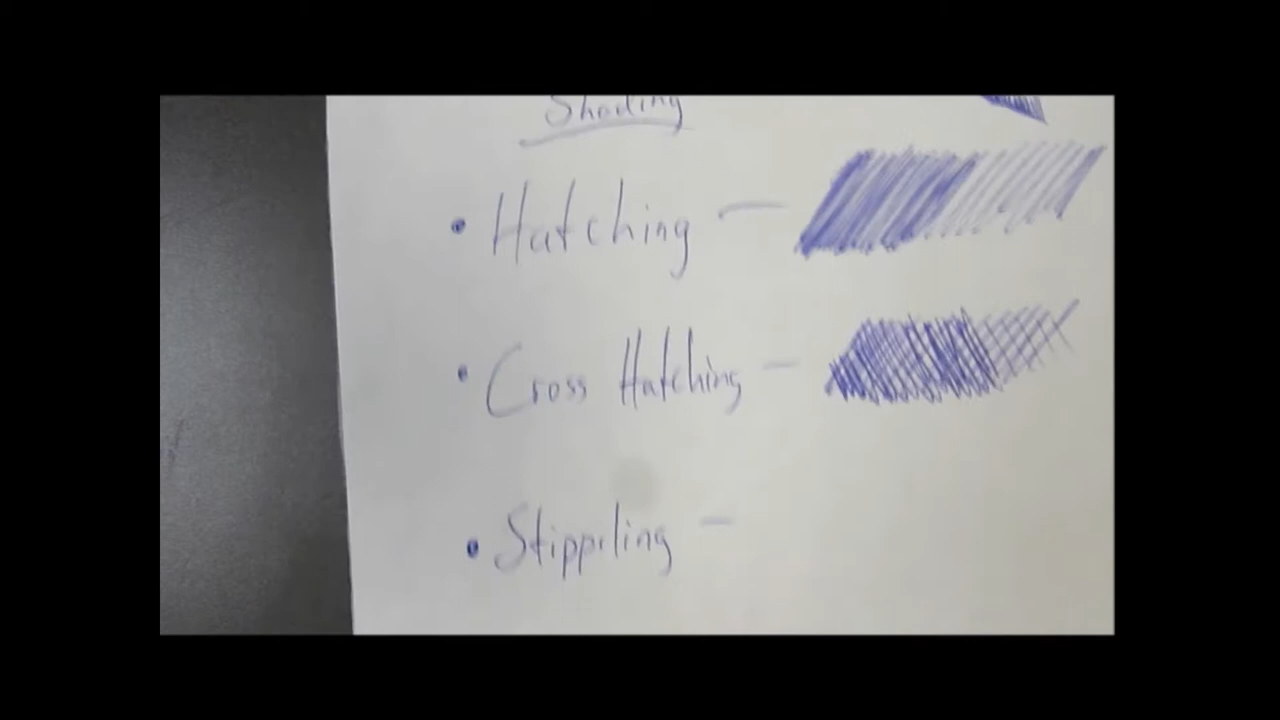 Shading
• Hatching -
• Cross Hatching -
• Stippling -